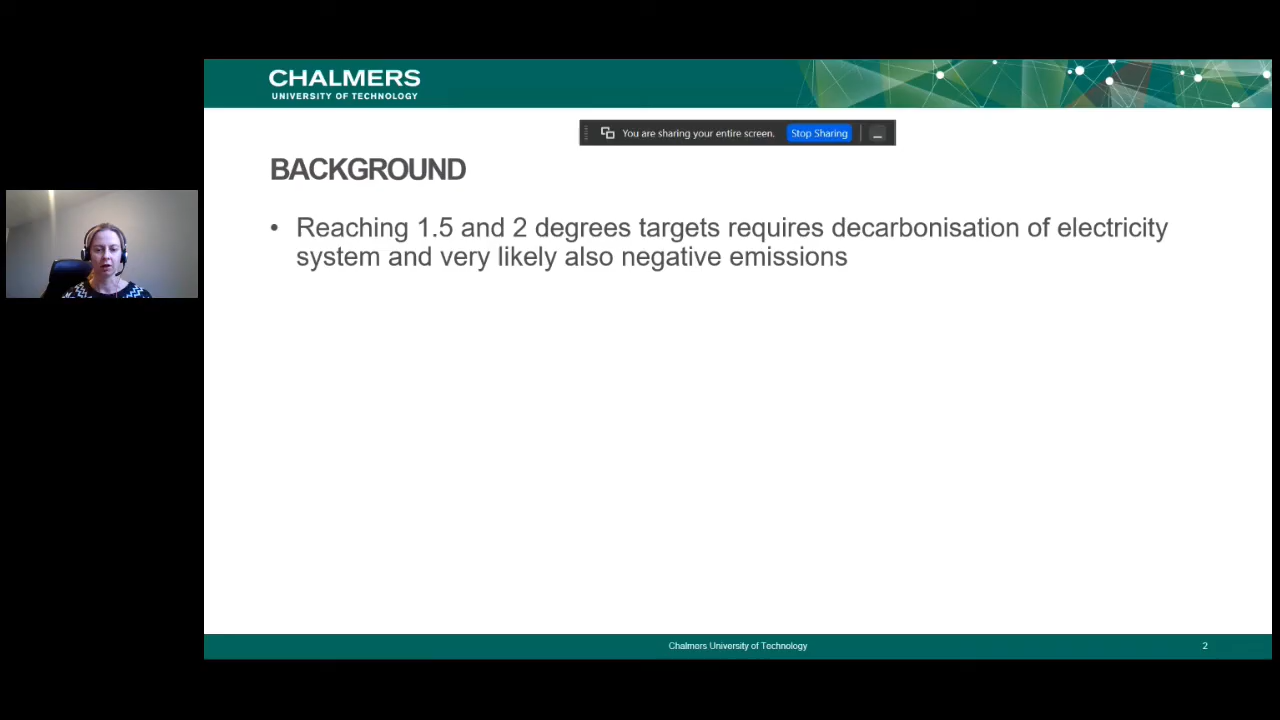 CHALMERS
UNIVERSITY OF TECHNOLOGY
You are sharing your entire screen. Stop Sharing
BACKGROUND
• Reaching 1.5 and 2 degrees targets requires decarbonisation of electricity
system and very likely also negative emissions
Chalmers University of Technology 2